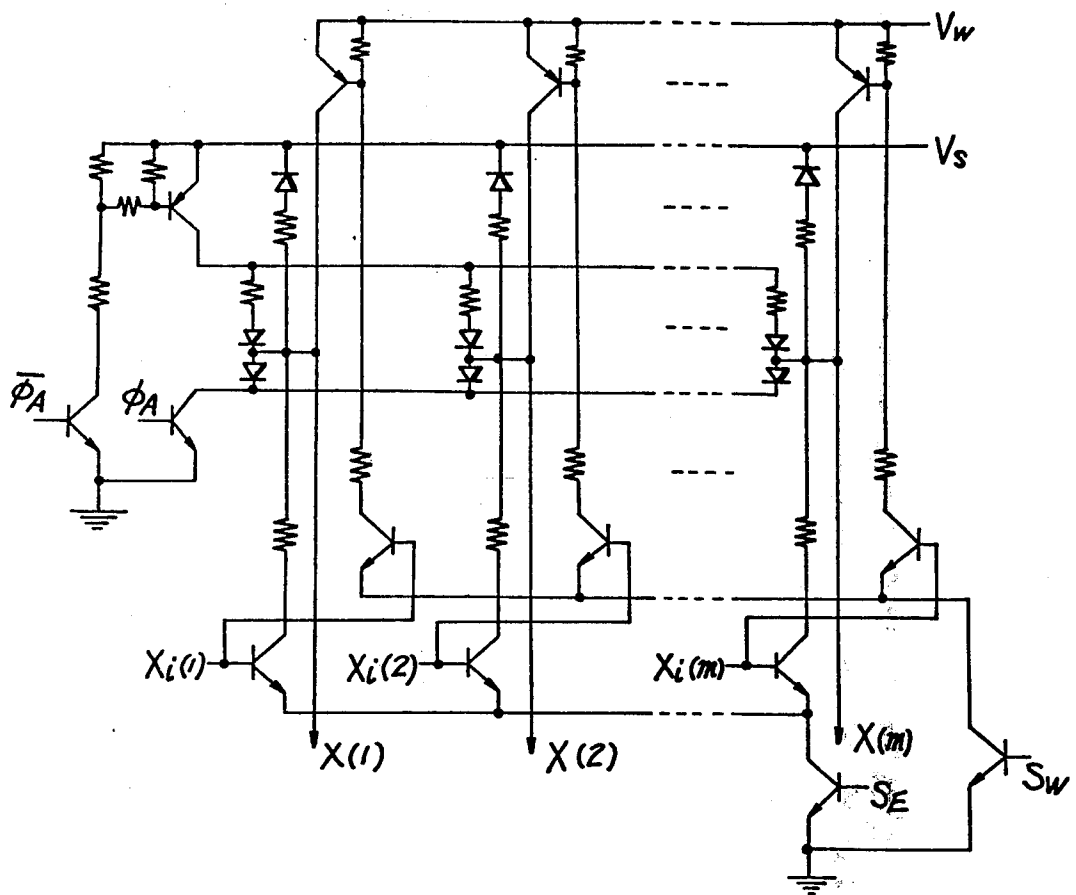 Vw
Vs
φ̅A
φA
Xi(1)
Xi(2)
Xi(m)
X(1)
X(2)
X(m)
SE
SW